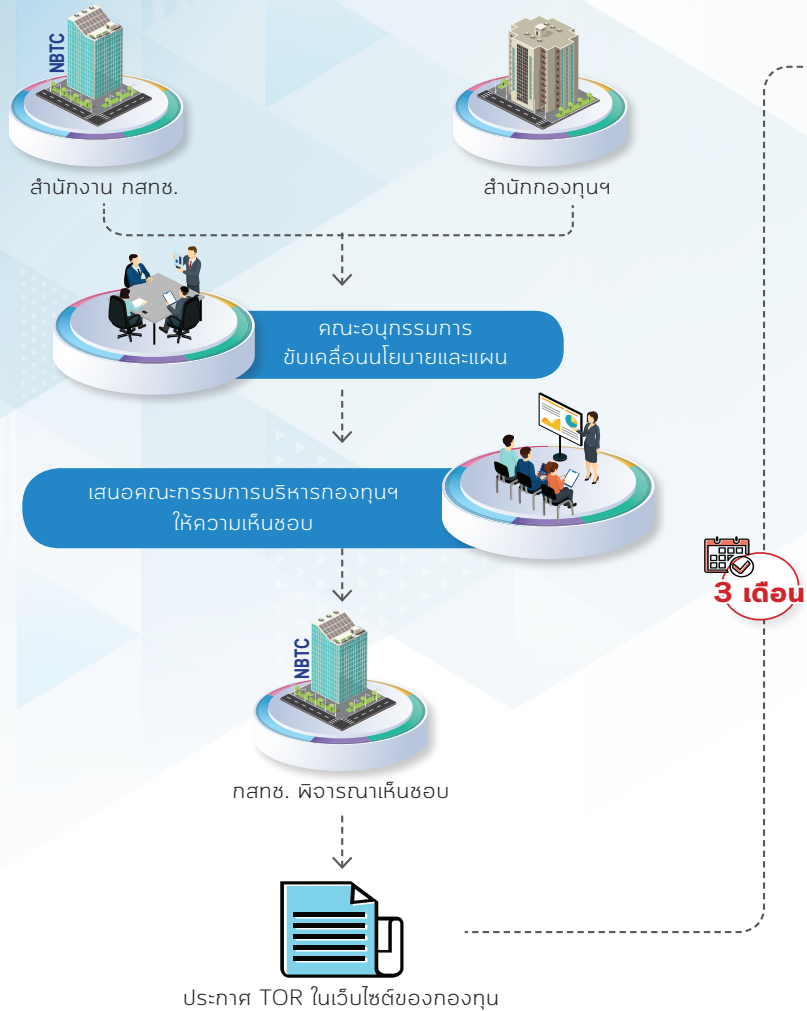 NBTC
สำนักงาน กสทช.
สำนักกองทุนฯ
คณะอนุกรรมการ
ขับเคลื่อนนโยบายและแผน
เสนอคณะกรรมการบริหารกองทุนฯ
ให้ความเห็นชอบ
3 เดือน
NBTC
กสทช. พิจารณาเห็นชอบ
ประกาศ TOR ในเว็บไซต์ของกองทุน